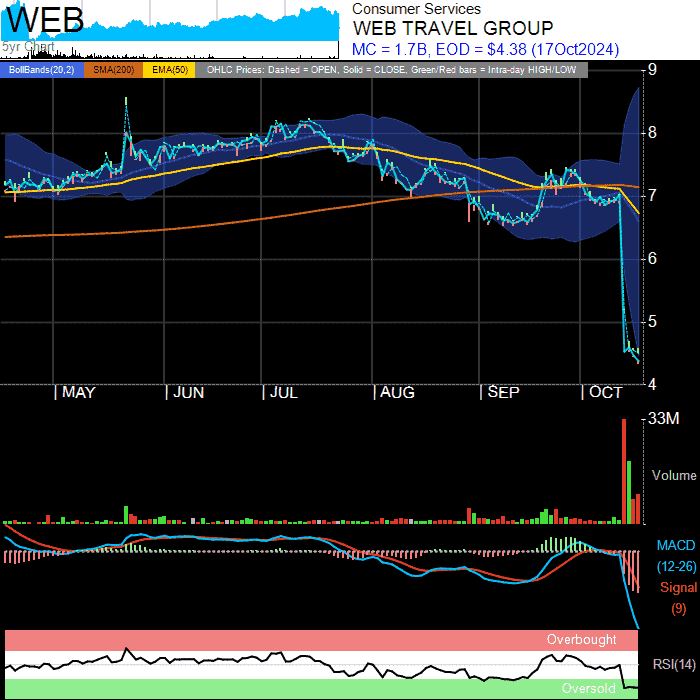 WEB
5yr Chart
Consumer Services
WEB TRAVEL GROUP
MC = 1.7B, EOD = $4.38 (17Oct2024)
BollBands(20,2) SMA(200) EMA(50) OHLC Prices: Dashed = OPEN, Solid = CLOSE, Green/Red bars = Intra-day HIGH/LOW
9
8
7
6
5
4
| MAY | JUN | JUL | AUG | SEP | OCT
33M
Volume
MACD
(12-26)
Signal
(9)
Overbought
RSI(14)
Oversold